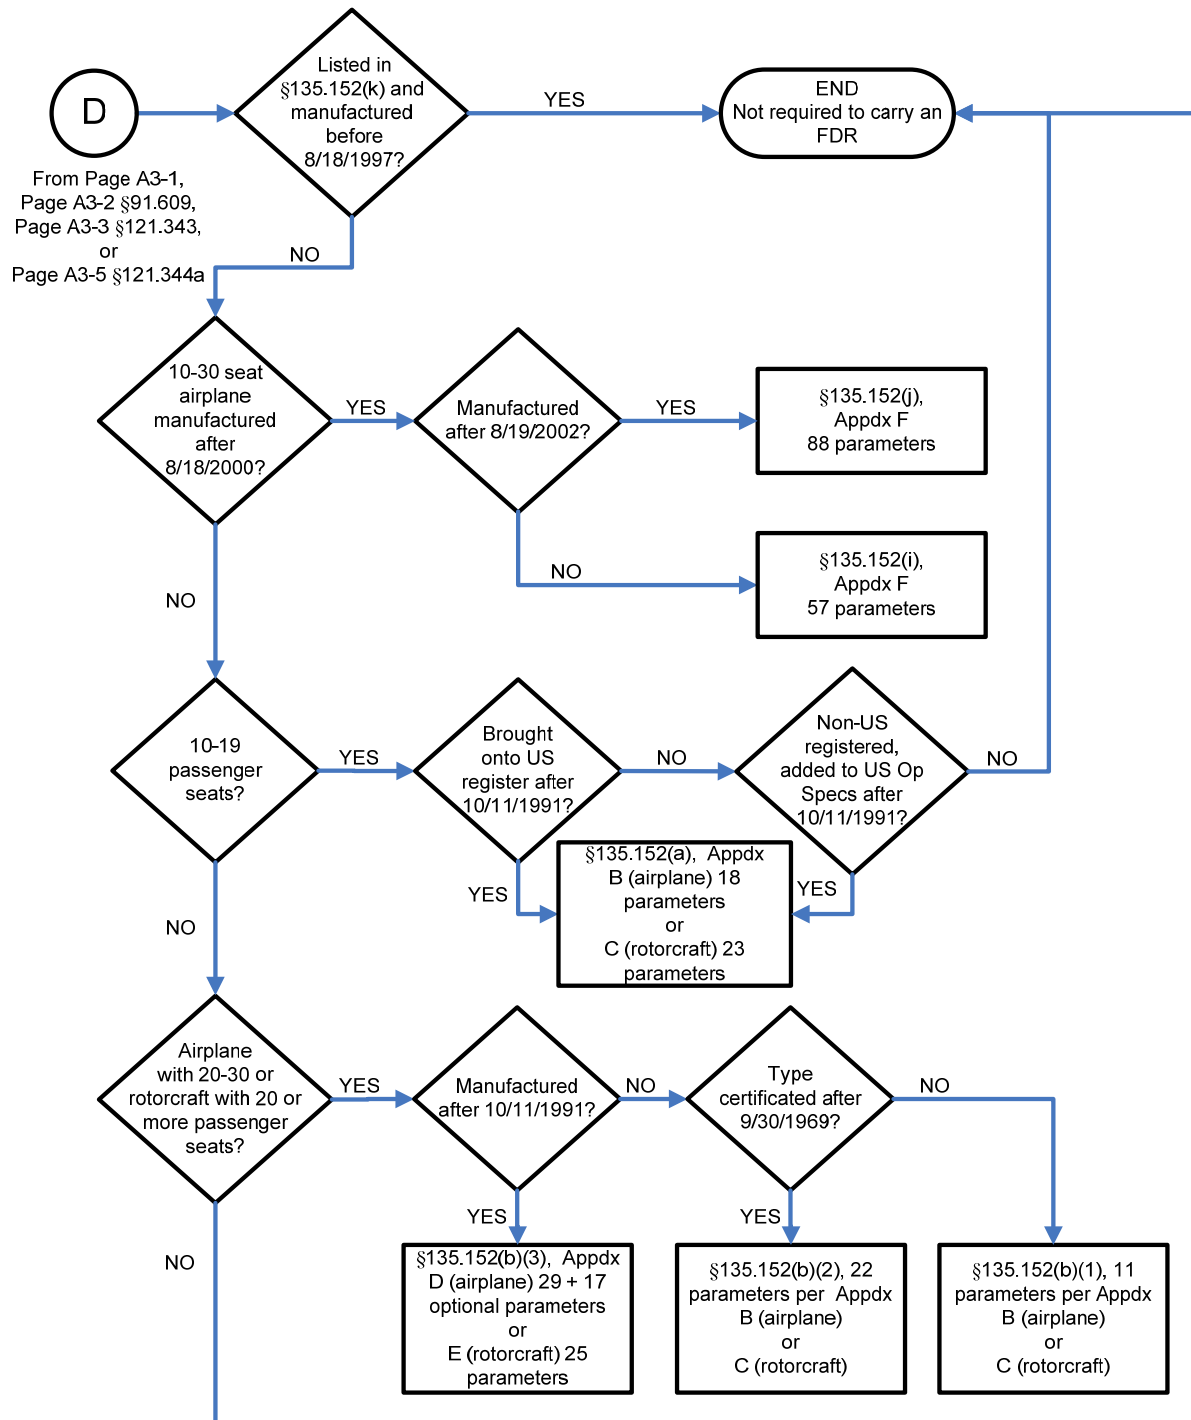 D
From Page A3-1,
Page A3-2 §91.609,
Page A3-3 §121.343,
or
Page A3-5 §121.344a
Listed in
§135.152(k) and
manufactured
before
8/18/1997?
YES
END
Not required to carry an
FDR
NO
10-30 seat
airplane
manufactured
after
8/18/2000?
YES
Manufactured
after 8/19/2002?
YES
§135.152(j),
Appdx F
88 parameters
NO
§135.152(i),
Appdx F
57 parameters
NO
10-19
passenger
seats?
YES
Brought
onto US
register after
10/11/1991?
NO
Non-US
registered,
added to US Op
Specs after
10/11/1991?
NO
YES
§135.152(a), Appdx
B (airplane) 18
parameters
or
C (rotorcraft) 23
parameters
YES
NO
Airplane
with 20-30 or
rotorcraft with 20 or
more passenger
seats?
YES
Manufactured
after 10/11/1991?
NO
Type
certificated after
9/30/1969?
NO
YES
§135.152(b)(3), Appdx
D (airplane) 29 + 17
optional parameters
or
E (rotorcraft) 25
parameters
YES
§135.152(b)(2), 22
parameters per Appdx
B (airplane)
or
C (rotorcraft)
§135.152(b)(1), 11
parameters per Appdx
B (airplane)
or
C (rotorcraft)
NO